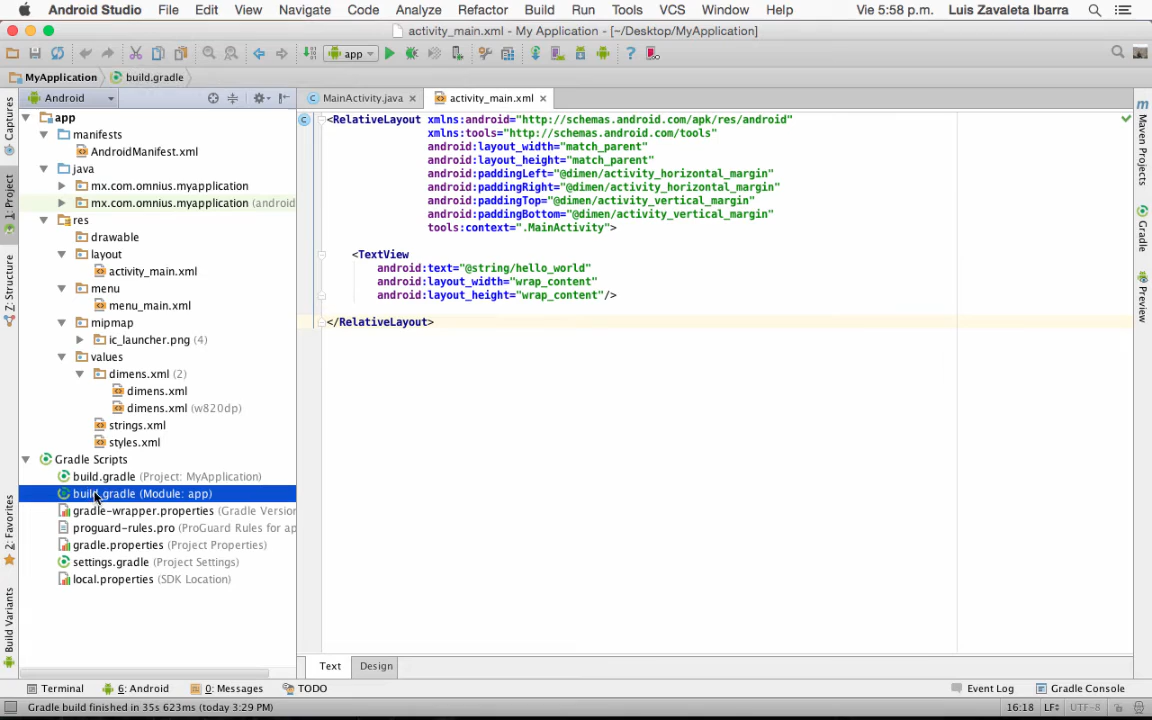 Android Studio File Edit View Navigate Code Analyze Refactor Build Run Tools VCS Window Help Vie 5:58 p.m. Luis Zavaleta Ibarra
activity_main.xml - My Application - [~/Desktop/MyApplication]
app
MyApplication build.gradle
Android
MainActivity.java activity_main.xml
app
manifests
AndroidManifest.xml
java
mx.com.omnius.myapplication
mx.com.omnius.myapplication (android
res
drawable
layout
activity_main.xml
menu
menu_main.xml
mipmap
ic_launcher.png (4)
values
dimens.xml (2)
dimens.xml
dimens.xml (w820dp)
strings.xml
styles.xml
Gradle Scripts
build.gradle (Project: MyApplication)
build.gradle (Module: app)
gradle-wrapper.properties (Gradle Version
proguard-rules.pro (ProGuard Rules for ap
gradle.properties (Project Properties)
settings.gradle (Project Settings)
local.properties (SDK Location)
<RelativeLayout xmlns:android="http://schemas.android.com/apk/res/android"
xmlns:tools="http://schemas.android.com/tools"
android:layout_width="match_parent"
android:layout_height="match_parent"
android:paddingLeft="@dimen/activity_horizontal_margin"
android:paddingRight="@dimen/activity_horizontal_margin"
android:paddingTop="@dimen/activity_vertical_margin"
android:paddingBottom="@dimen/activity_vertical_margin"
tools:context=".MainActivity">
<TextView
android:text="@string/hello_world"
android:layout_width="wrap_content"
android:layout_height="wrap_content"/>
</RelativeLayout>
Captures
1: Project
Z: Structure
2: Favorites
Build Variants
Maven Projects
Gradle
Preview
Text Design
Terminal 6: Android 0: Messages TODO Event Log Gradle Console
Gradle build finished in 35s 623ms (today 3:29 PM) 16:18 LF UTF-8